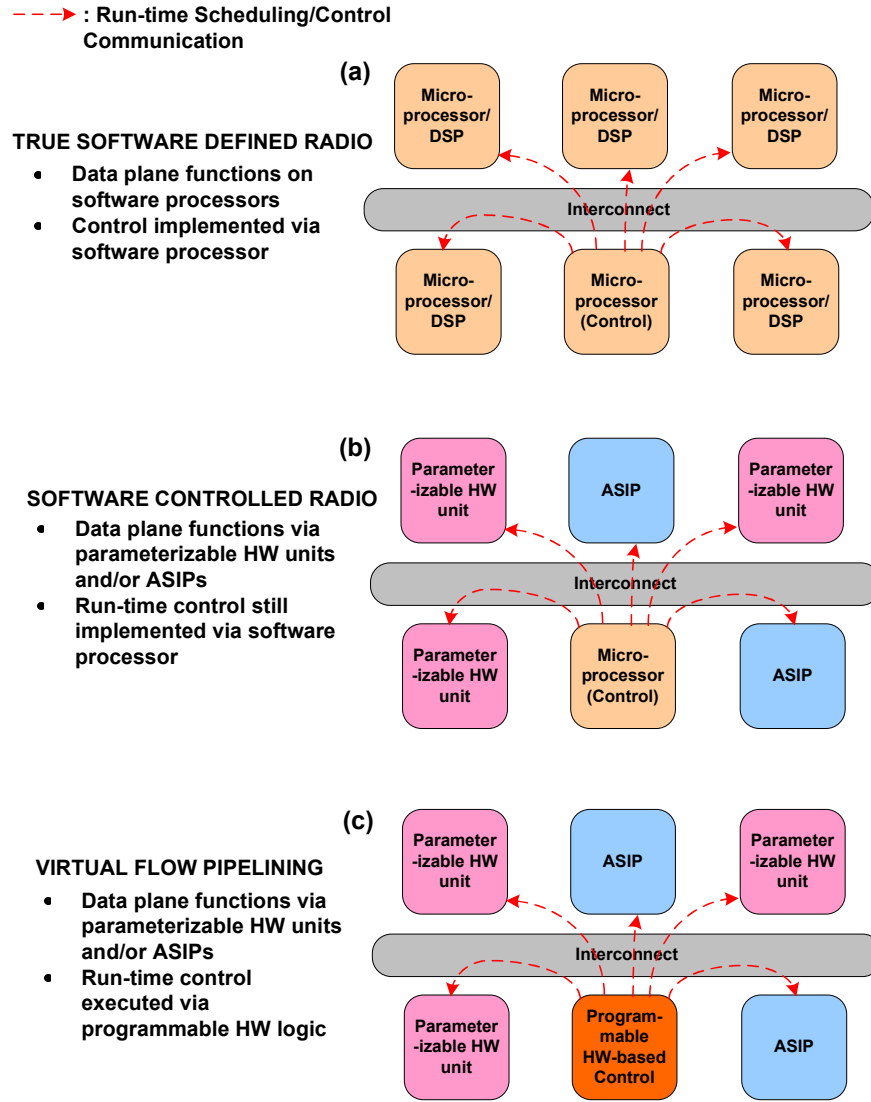 : Run-time Scheduling/Control
Communication
(a)
TRUE SOFTWARE DEFINED RADIO
• Data plane functions on
software processors
• Control implemented via
software processor
Micro-
processor/
DSP
Micro-
processor/
DSP
Micro-
processor/
DSP
Interconnect
Micro-
processor/
DSP
Micro-
processor
(Control)
Micro-
processor/
DSP
(b)
SOFTWARE CONTROLLED RADIO
• Data plane functions via
parameterizable HW units
and/or ASIPs
• Run-time control still
implemented via software
processor
Parameter
-izable HW
unit
ASIP
Parameter
-izable HW
unit
Interconnect
Parameter
-izable HW
unit
Micro-
processor
(Control)
ASIP
(c)
VIRTUAL FLOW PIPELINING
• Data plane functions via
parameterizable HW units
and/or ASIPs
• Run-time control
executed via
programmable HW logic
Parameter
-izable HW
unit
ASIP
Parameter
-izable HW
unit
Interconnect
Parameter
-izable HW
unit
Program-
mable
HW-based
Control
ASIP